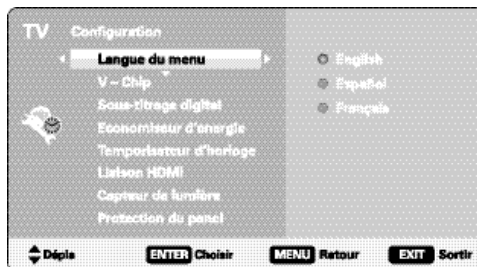 TV Configuration
Langue du menu
English
V – Chip
Español
Sous-titrage digital
Français
Economiseur d'energie
Temporisateur d'horloge
Liaison HDMI
Capteur de lumière
Protection du panel
Dépla ENTER Choisir MENU Retour EXIT Sortir